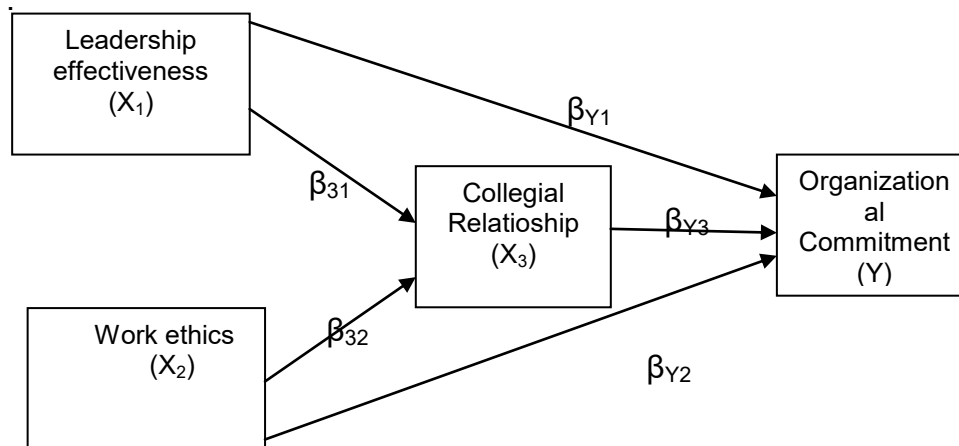 Leadership
effectiveness
(X₁)
βY1
β31
Collegial
Relatioship
(X₃)
βY3
Organization
al
Commitment
(Y)
Work ethics
(X₂)
β32
βY2